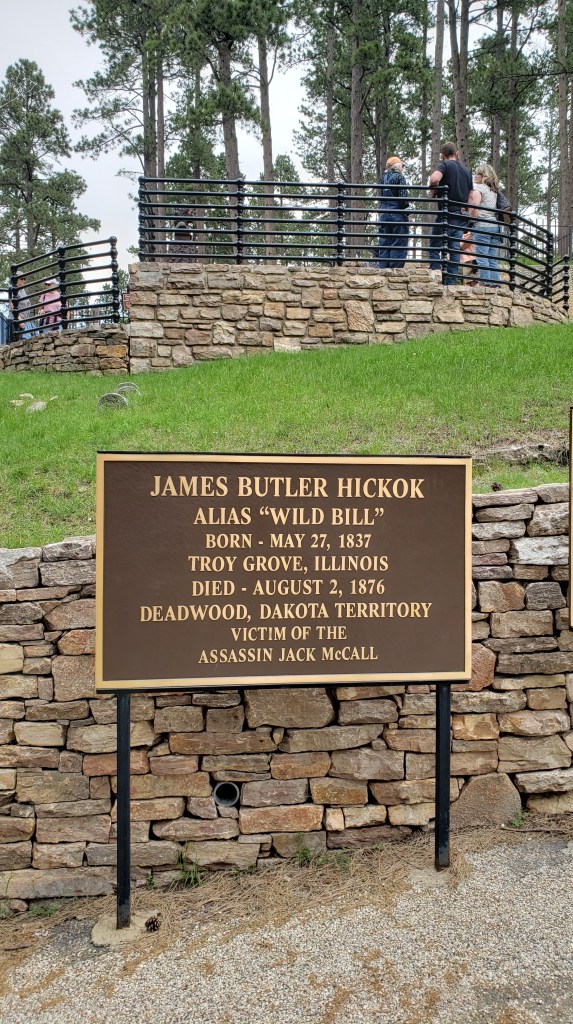 JAMES BUTLER HICKOK
ALIAS "WILD BILL"
BORN - MAY 27, 1837
TROY GROVE, ILLINOIS
DIED - AUGUST 2, 1876
DEADWOOD, DAKOTA TERRITORY
VICTIM OF THE
ASSASSIN JACK McCALL